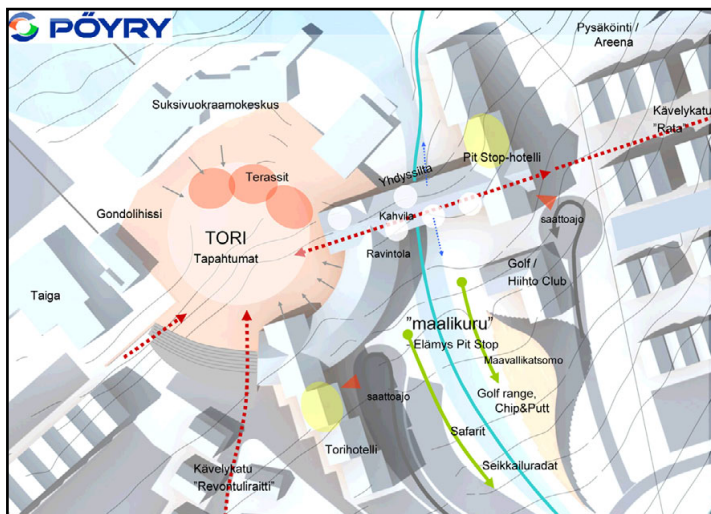 PÖYRY
Pysäköinti /
Areena
Suksivuokraamokeskus
Kävelykatu
"Rata"
Pit Stop-hotelli
Yhdyssilta
Terassit
Gondolihissi
Kahvila
saattoajo
TORI
Tapahtumat
Ravintola
Golf /
Hiihto Club
Taiga
"maalikuru"
- Elämys Pit Stop
Maavallikatsomo
saattoajo
Golf range,
Chip&Putt
Safarit
Torihotelli
Seikkailuradat
Kävelykatu
"Revontuliraitti"